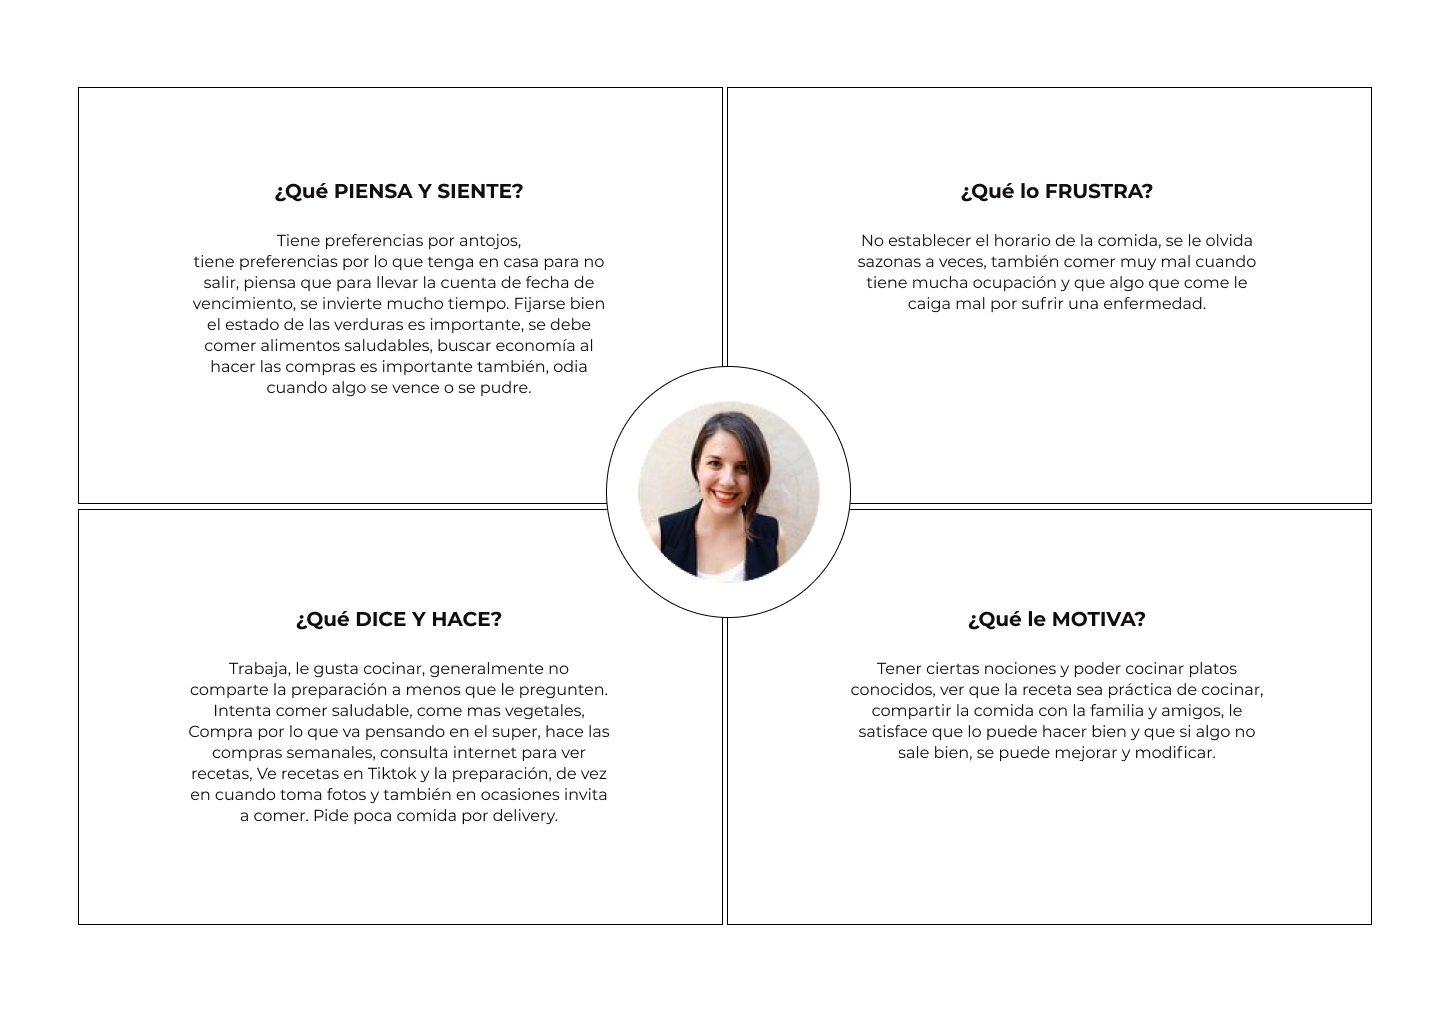 ¿Qué PIENSA Y SIENTE?
Tiene preferencias por antojos,
tiene preferencias por lo que tenga en casa para no
salir, piensa que para llevar la cuenta de fecha de
vencimiento, se invierte mucho tiempo. Fijarse bien
el estado de las verduras es importante, se debe
comer alimentos saludables, buscar economía al
hacer las compras es importante también, odia
cuando algo se vence o se pudre.
¿Qué lo FRUSTRA?
No establecer el horario de la comida, se le olvida
sazonas a veces, también comer muy mal cuando
tiene mucha ocupación y que algo que come le
caiga mal por sufrir una enfermedad.
¿Qué DICE Y HACE?
Trabaja, le gusta cocinar, generalmente no
comparte la preparación a menos que le pregunten.
Intenta comer saludable, come mas vegetales,
Compra por lo que va pensando en el super, hace las
compras semanales, consulta internet para ver
recetas, Ve recetas en Tiktok y la preparación, de vez
en cuando toma fotos y también en ocasiones invita
a comer. Pide poca comida por delivery.
¿Qué le MOTIVA?
Tener ciertas nociones y poder cocinar platos
conocidos, ver que la receta sea práctica de cocinar,
compartir la comida con la familia y amigos, le
satisface que lo puede hacer bien y que si algo no
sale bien, se puede mejorar y modificar.